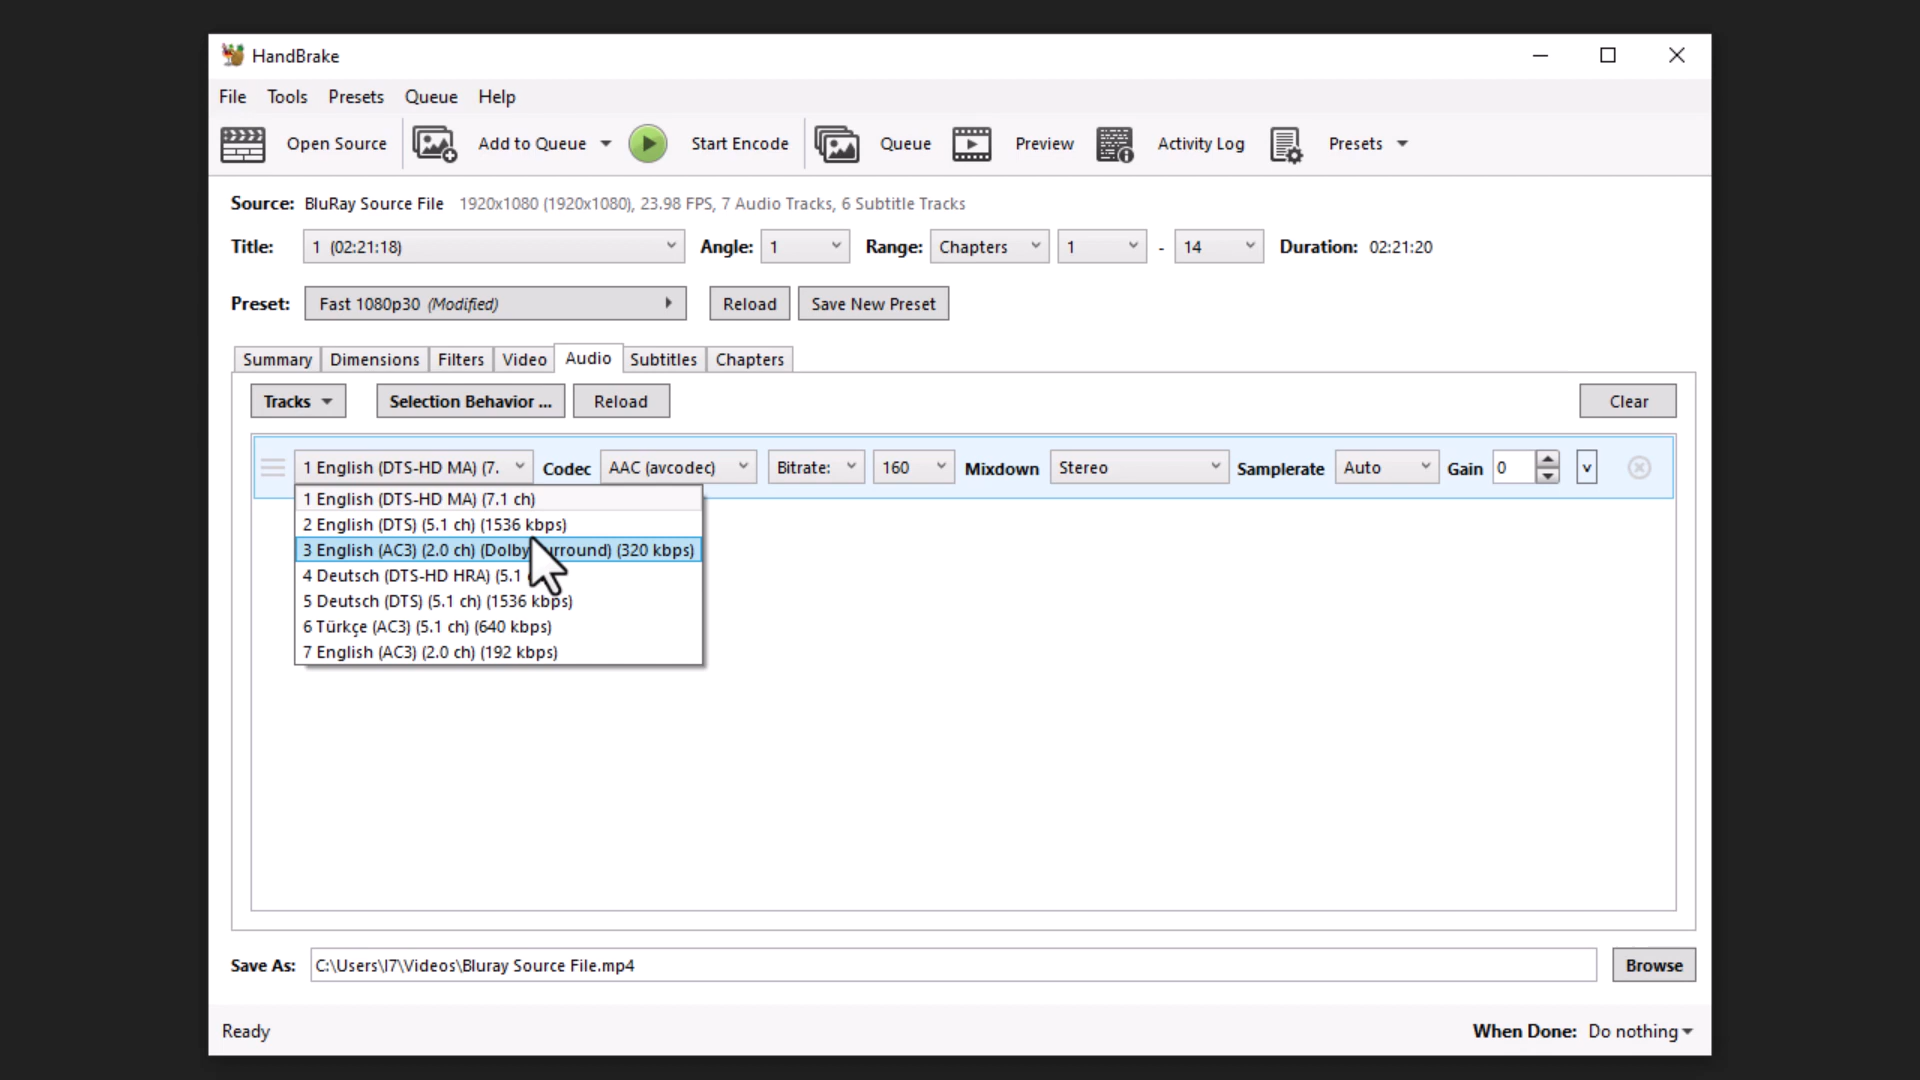 HandBrake
File Tools Presets Queue Help
Open Source Add to Queue Start Encode Queue Preview Activity Log Presets
Source: BluRay Source File 1920x1080 (1920x1080), 23.98 FPS, 7 Audio Tracks, 6 Subtitle Tracks
Title: 1 (02:21:18) Angle: 1 Range: Chapters 1 - 14 Duration: 02:21:20
Preset: Fast 1080p30 (Modified) Reload Save New Preset
Summary Dimensions Filters Video Audio Subtitles Chapters
Tracks Selection Behavior ... Reload Clear
1 English (DTS-HD MA) (7. Codec AAC (avcodec) Bitrate: 160 Mixdown Stereo Samplerate Auto Gain 0 v
1 English (DTS-HD MA) (7.1 ch)
2 English (DTS) (5.1 ch) (1536 kbps)
3 English (AC3) (2.0 ch) (Dolby urround) (320 kbps)
4 Deutsch (DTS-HD HRA) (5.1
5 Deutsch (DTS) (5.1 ch) (1536 kbps)
6 Türkçe (AC3) (5.1 ch) (640 kbps)
7 English (AC3) (2.0 ch) (192 kbps)
Save As: C:\Users\I7\Videos\Bluray Source File.mp4 Browse
Ready When Done: Do nothing